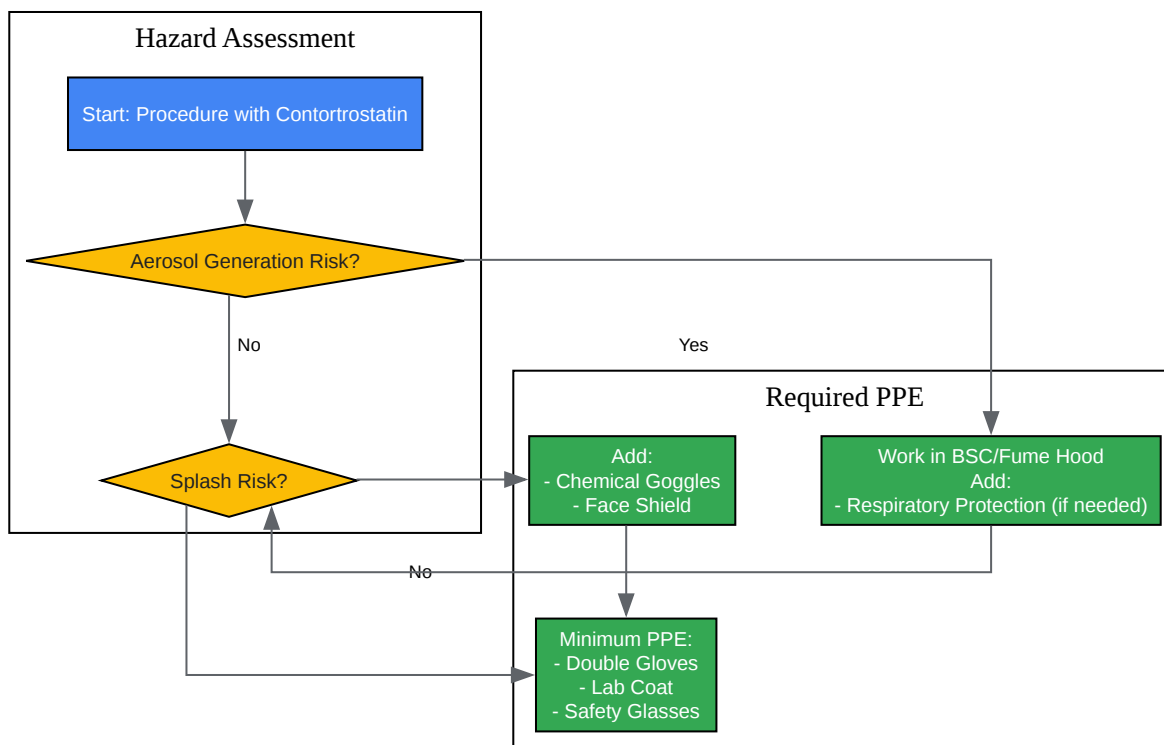 Hazard Assessment
Start: Procedure with Contortrostatin
Aerosol Generation Risk?
No
Yes
Required PPE
Splash Risk?
Add:
- Chemical Goggles
- Face Shield
Work in BSC/Fume Hood
Add:
- Respiratory Protection (if needed)
No
Minimum PPE:
- Double Gloves
- Lab Coat
- Safety Glasses